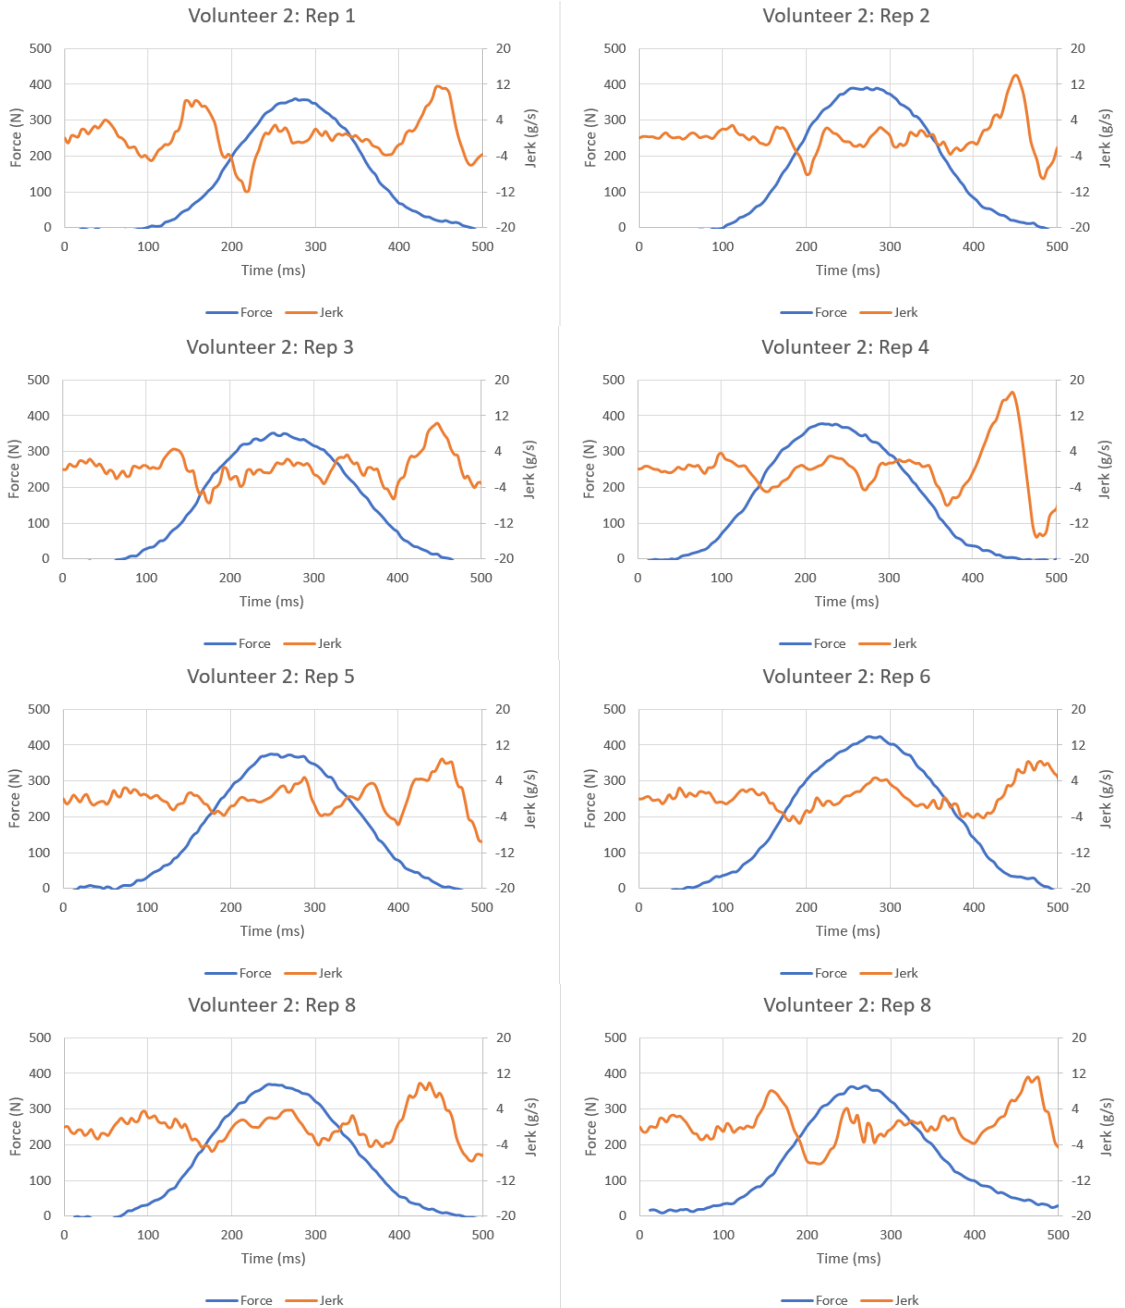 Volunteer 2: Rep 1
500
400
300
200
100
0
Force (N)
20
12
4
-4
-12
-20
Jerk (g/s)
0 100 200 300 400 500
Time (ms)
Force Jerk
Volunteer 2: Rep 2
500
400
300
200
100
0
Force (N)
20
12
4
-4
-12
-20
Jerk (g/s)
0 100 200 300 400 500
Time (ms)
Force Jerk
Volunteer 2: Rep 3
500
400
300
200
100
0
Force (N)
20
12
4
-4
-12
-20
Jerk (g/s)
0 100 200 300 400 500
Time (ms)
Force Jerk
Volunteer 2: Rep 4
500
400
300
200
100
0
Force (N)
20
12
4
-4
-12
-20
Jerk (g/s)
0 100 200 300 400 500
Time (ms)
Force Jerk
Volunteer 2: Rep 5
500
400
300
200
100
0
Force (N)
20
12
4
-4
-12
-20
Jerk (g/s)
0 100 200 300 400 500
Time (ms)
Force Jerk
Volunteer 2: Rep 6
500
400
300
200
100
0
Force (N)
20
12
4
-4
-12
-20
Jerk (g/s)
0 100 200 300 400 500
Time (ms)
Force Jerk
Volunteer 2: Rep 8
500
400
300
200
100
0
Force (N)
20
12
4
-4
-12
-20
Jerk (g/s)
0 100 200 300 400 500
Time (ms)
Force Jerk
Volunteer 2: Rep 8
500
400
300
200
100
0
Force (N)
20
12
4
-4
-12
-20
Jerk (g/s)
0 100 200 300 400 500
Time (ms)
Force Jerk